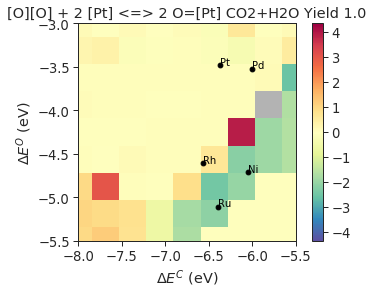 [O][O] + 2 [Pt] <=> 2 O=[Pt] CO2+H2O Yield 1.0
−3.0
−3.5
−4.0
−4.5
−5.0
−5.5
ΔE^O (eV)
Pt
Pd
Rh
Ni
Ru
−8.0 −7.5 −7.0 −6.5 −6.0 −5.5
ΔE^C (eV)
4
3
2
1
0
−1
−2
−3
−4